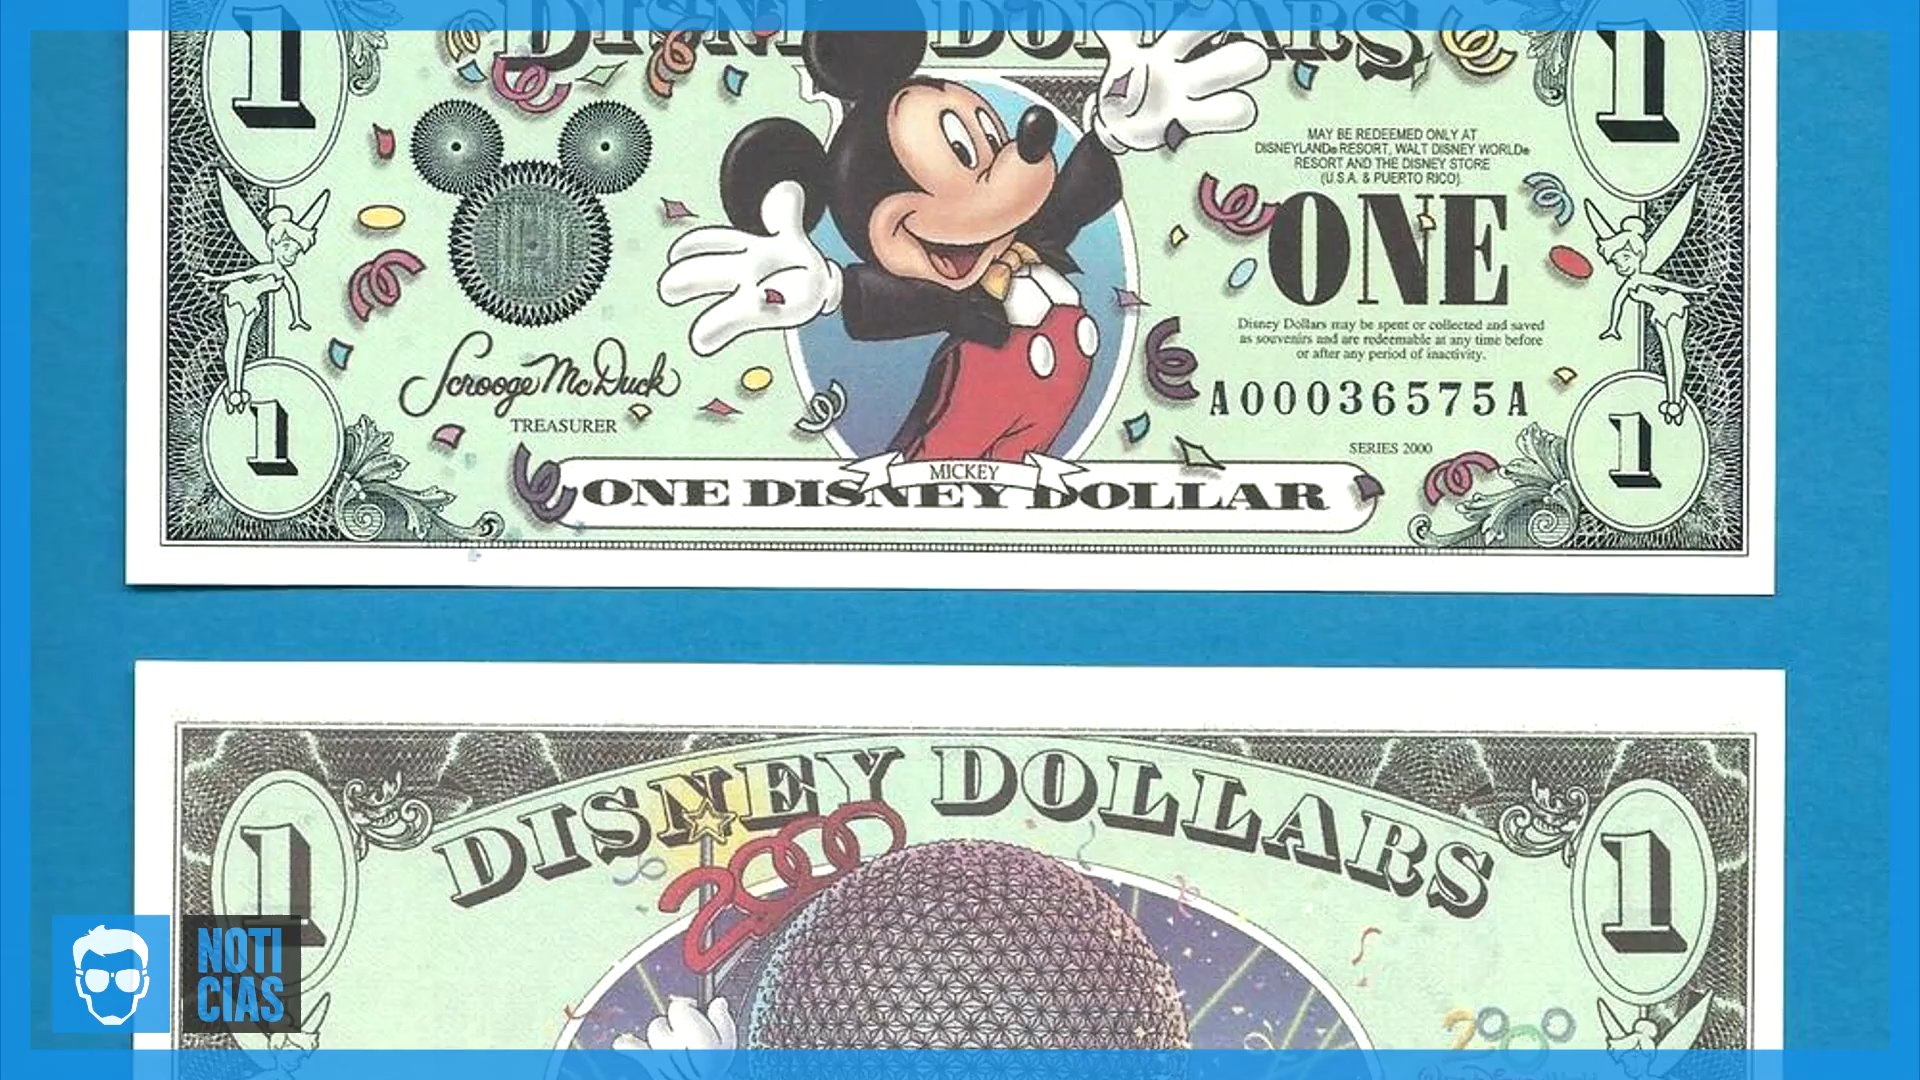 DISNEY DOLLARS
1
1
MAY BE REDEEMED ONLY AT
DISNEYLAND® RESORT, WALT DISNEY WORLD®
RESORT AND THE DISNEY STORE
(U.S.A. & PUERTO RICO).
ONE
Disney Dollars may be spent or collected and saved
as souvenirs and are redeemable at any time before
or after any period of inactivity.
A00036575A
Scrooge McDuck
TREASURER
SERIES 2000
1
1
MICKEY
ONE DISNEY DOLLAR
DISNEY DOLLARS
2000
1
1
NOTI
CIAS
2000